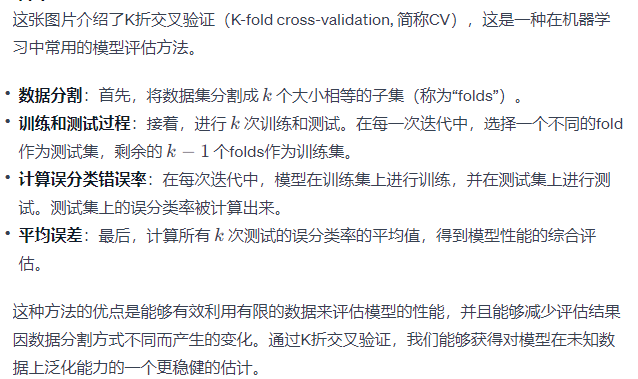 这张图片介绍了K折交叉验证（K-fold cross-validation, 简称CV），这是一种在机器学
习中常用的模型评估方法。
• 数据分割：首先，将数据集分割成 k 个大小相等的子集（称为“folds”）。
• 训练和测试过程：接着，进行 k 次训练和测试。在每一次迭代中，选择一个不同的fold
作为测试集，剩余的 k − 1 个folds作为训练集。
• 计算误分类错误率：在每次迭代中，模型在训练集上进行训练，并在测试集上进行测
试。测试集上的误分类率被计算出来。
• 平均误差：最后，计算所有 k 次测试的误分类率的平均值，得到模型性能的综合评
估。
这种方法的优点是能够有效利用有限的数据来评估模型的性能，并且能够减少评估结果
因数据分割方式不同而产生的变化。通过K折交叉验证，我们能够获得对模型在未知数
据上泛化能力的一个更稳健的估计。